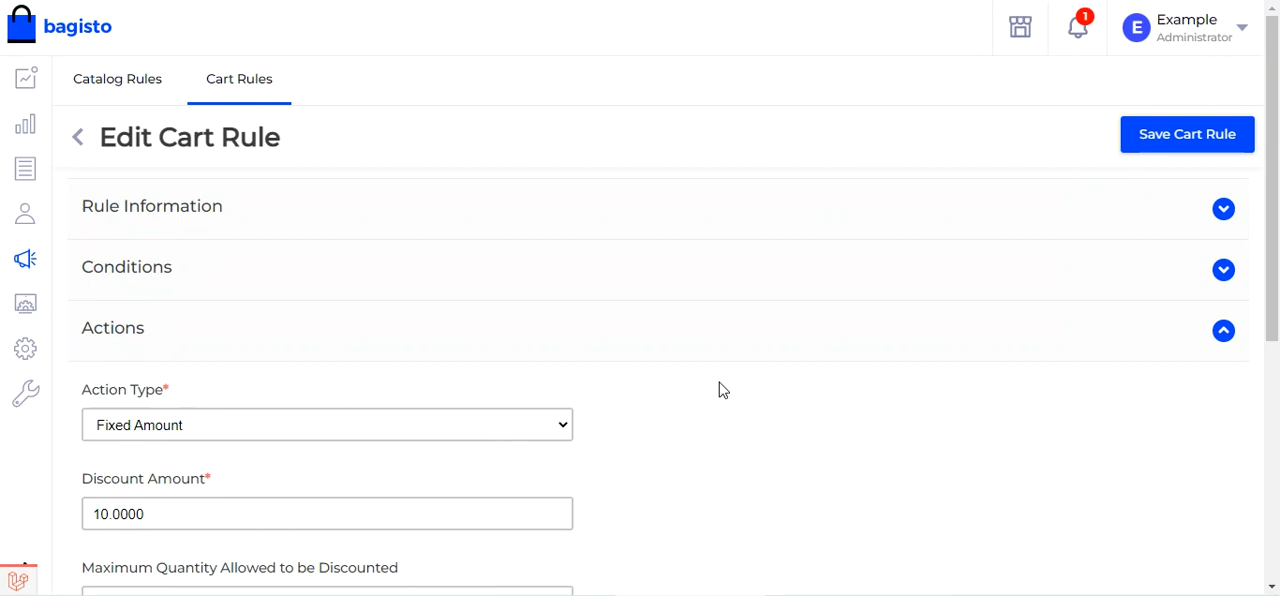 bagisto
1
E
Example
Administrator
Catalog Rules
Cart Rules
Edit Cart Rule
Save Cart Rule
Rule Information
Conditions
Actions
Action Type*
Fixed Amount
Discount Amount*
10.0000
Maximum Quantity Allowed to be Discounted